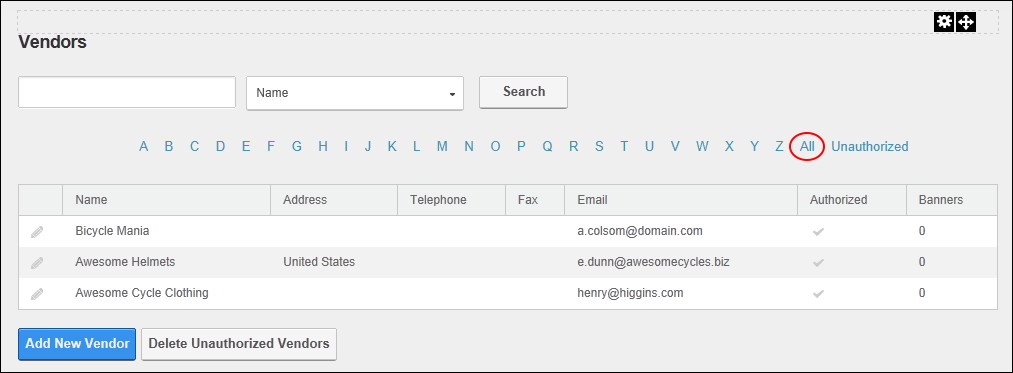 Vendors
Name Search
A B C D E F G H I J K L M N O P Q R S T U V W X Y Z All Unauthorized
Name Address Telephone Fax Email Authorized Banners
Bicycle Mania a.colsom@domain.com 0
Awesome Helmets United States e.dunn@awesomecycles.biz 0
Awesome Cycle Clothing henry@higgins.com 0
Add New Vendor Delete Unauthorized Vendors